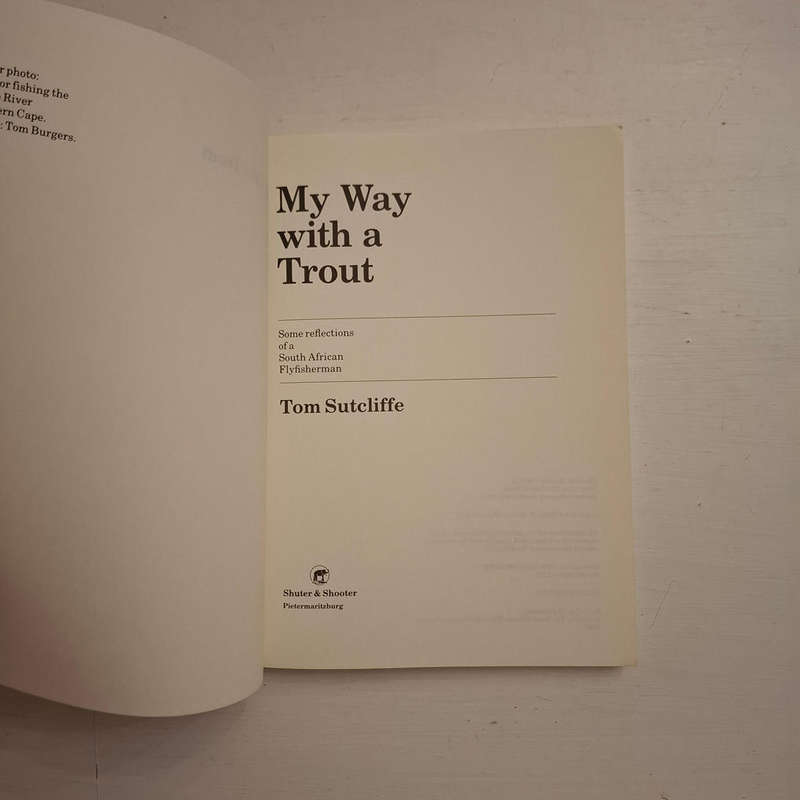 r photo:
or fishing the
River
ern Cape.
: Tom Burgers.
My Way
with a
Trout
Some reflections
of a
South African
Flyfisherman
Tom Sutcliffe
Shuter & Shooter
Pietermaritzburg